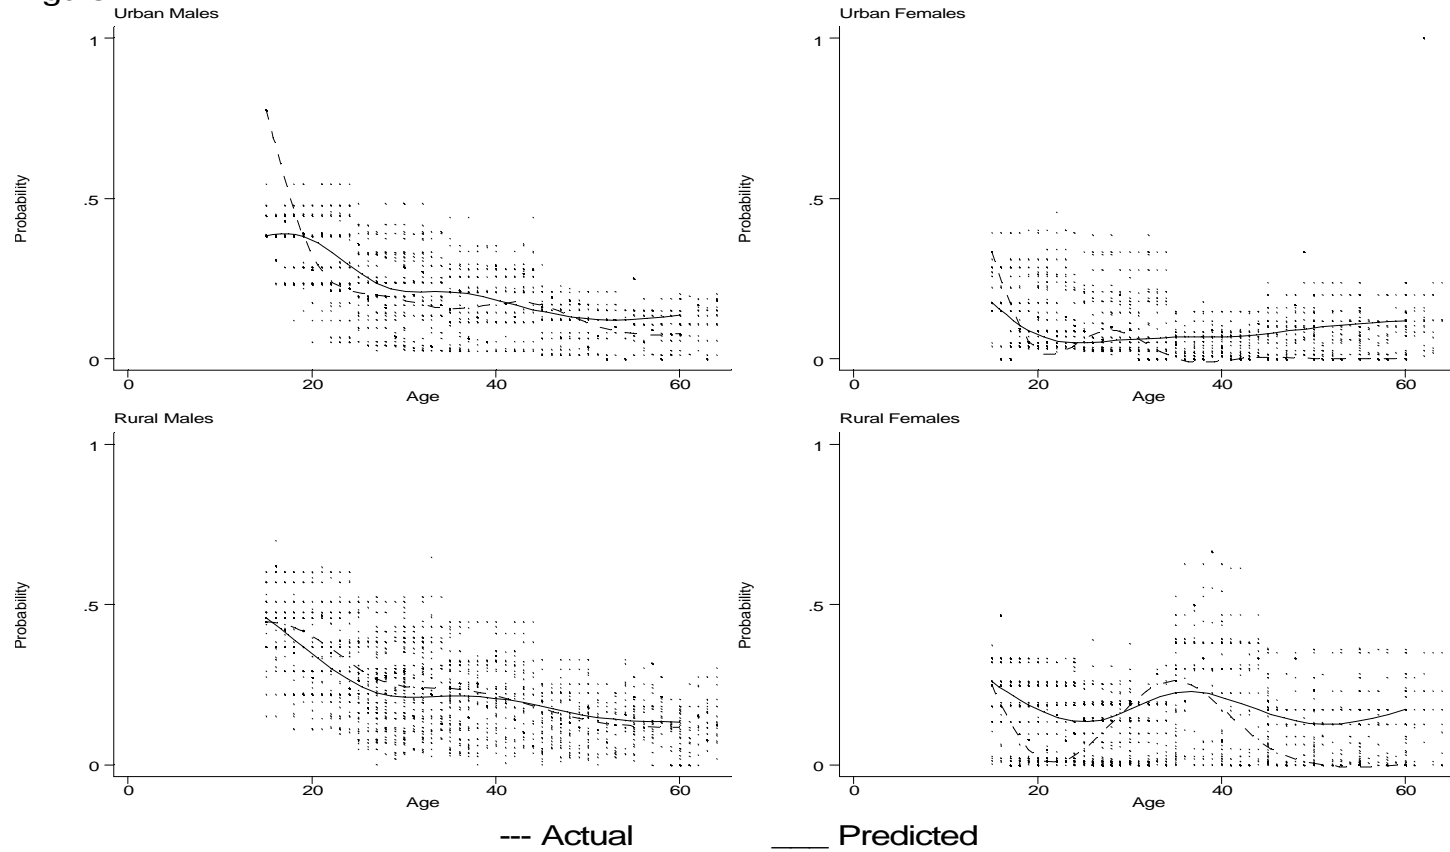 Urban Males
1
.5
0
Probability
0 20 40 60
Age
Urban Females
1
.5
0
Probability
0 20 40 60
Age
Rural Males
1
.5
0
Probability
0 20 40 60
Age
Rural Females
1
.5
0
Probability
0 20 40 60
Age
--- Actual ___ Predicted